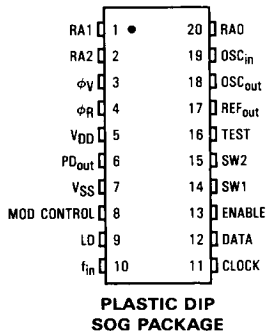 RA1 1 20 RA0
RA2 2 19 OSCin
ϕV 3 18 OSCout
ϕR 4 17 REFout
VDD 5 16 TEST
PDout 6 15 SW2
VSS 7 14 SW1
MOD CONTROL 8 13 ENABLE
LD 9 12 DATA
fin 10 11 CLOCK
PLASTIC DIP
SOG PACKAGE